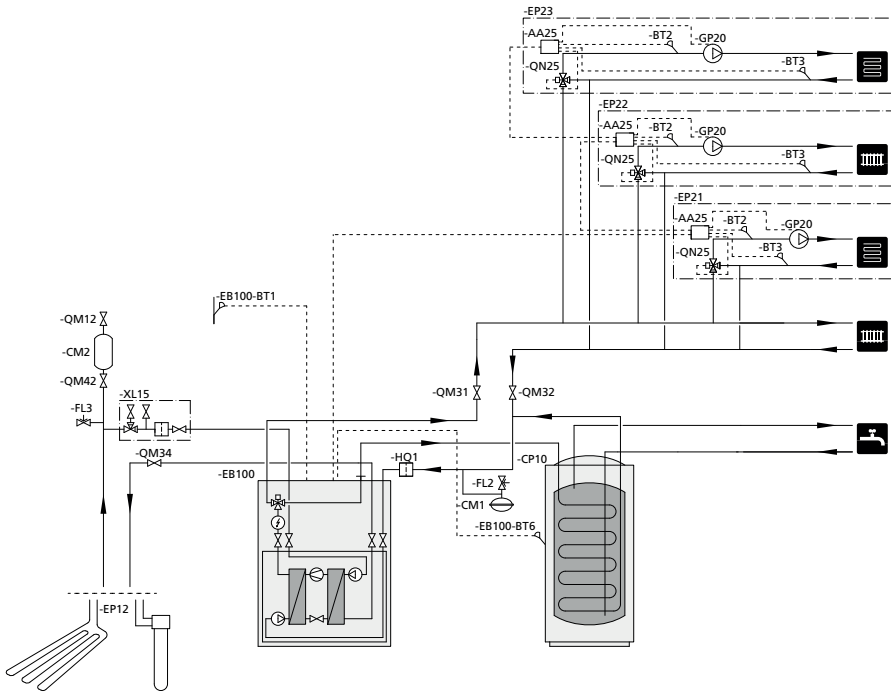 -EP23
-AA25
-BT2
-GP20
-QN25
-BT3
-EP22
-AA25
-BT2
-GP20
-QN25
-BT3
-EP21
-AA25
-BT2
-GP20
-QN25
-BT3
-EB100-BT1
-QM12
-CM2
-QM42
-XL15
-FL3
-QM31
-QM32
-QM34
-HQ1
-CP10
-EB100
-FL2
-CM1
-EB100-BT6
-EP12